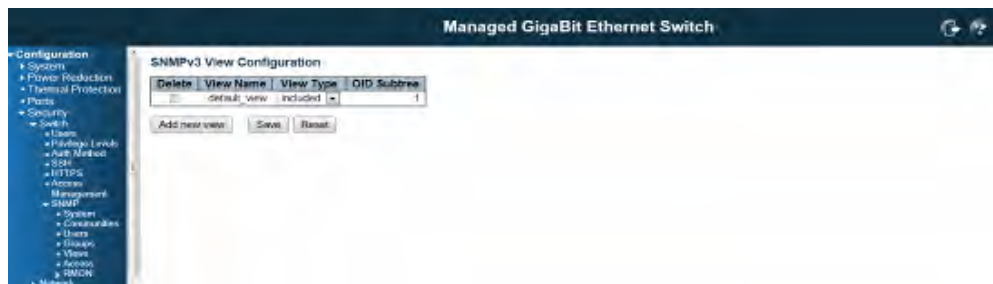 Managed GigaBit Ethernet Switch
Configuration
System
Power Reduction
Thermal Protection
Ports
Security
Switch
Users
Privilege Levels
Auth Method
SSH
HTTPS
Access
Management
SNMP
System
Communities
Users
Groups
Views
Access
RMON
Network
SNMPv3 View Configuration
Delete View Name View Type OID Subtree
default_view included 1
Add new view Save Reset